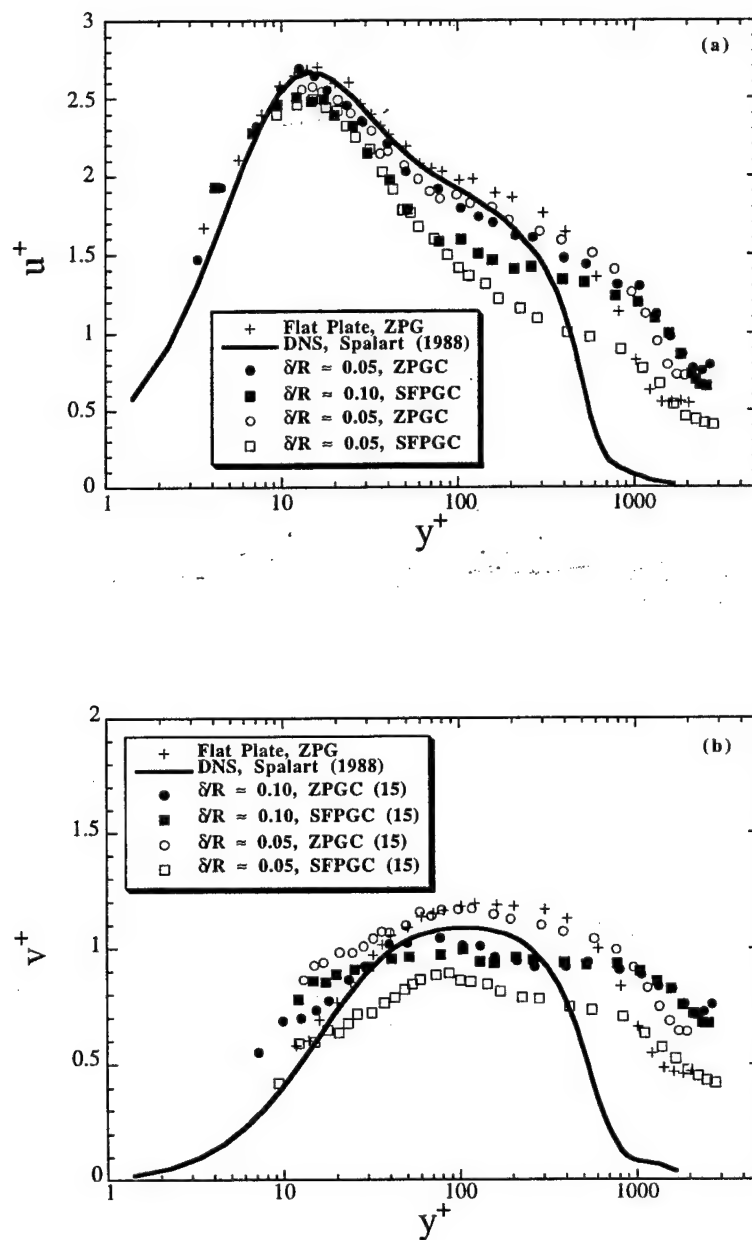 (a)
3
2.5
2
1.5
1
0.5
0
u+
Flat Plate, ZPG
DNS, Spalart (1988)
δ/R ≈ 0.05, ZPGC
δ/R ≈ 0.10, SFPGC
δ/R ≈ 0.05, ZPGC
δ/R ≈ 0.05, SFPGC
1 10 100 1000
y+
(b)
2
1.5
1
0.5
0
v+
Flat Plate, ZPG
DNS, Spalart (1988)
δ/R ≈ 0.10, ZPGC (15)
δ/R ≈ 0.10, SFPGC (15)
δ/R ≈ 0.05, ZPGC (15)
δ/R ≈ 0.05, SFPGC (15)
1 10 100 1000
y+